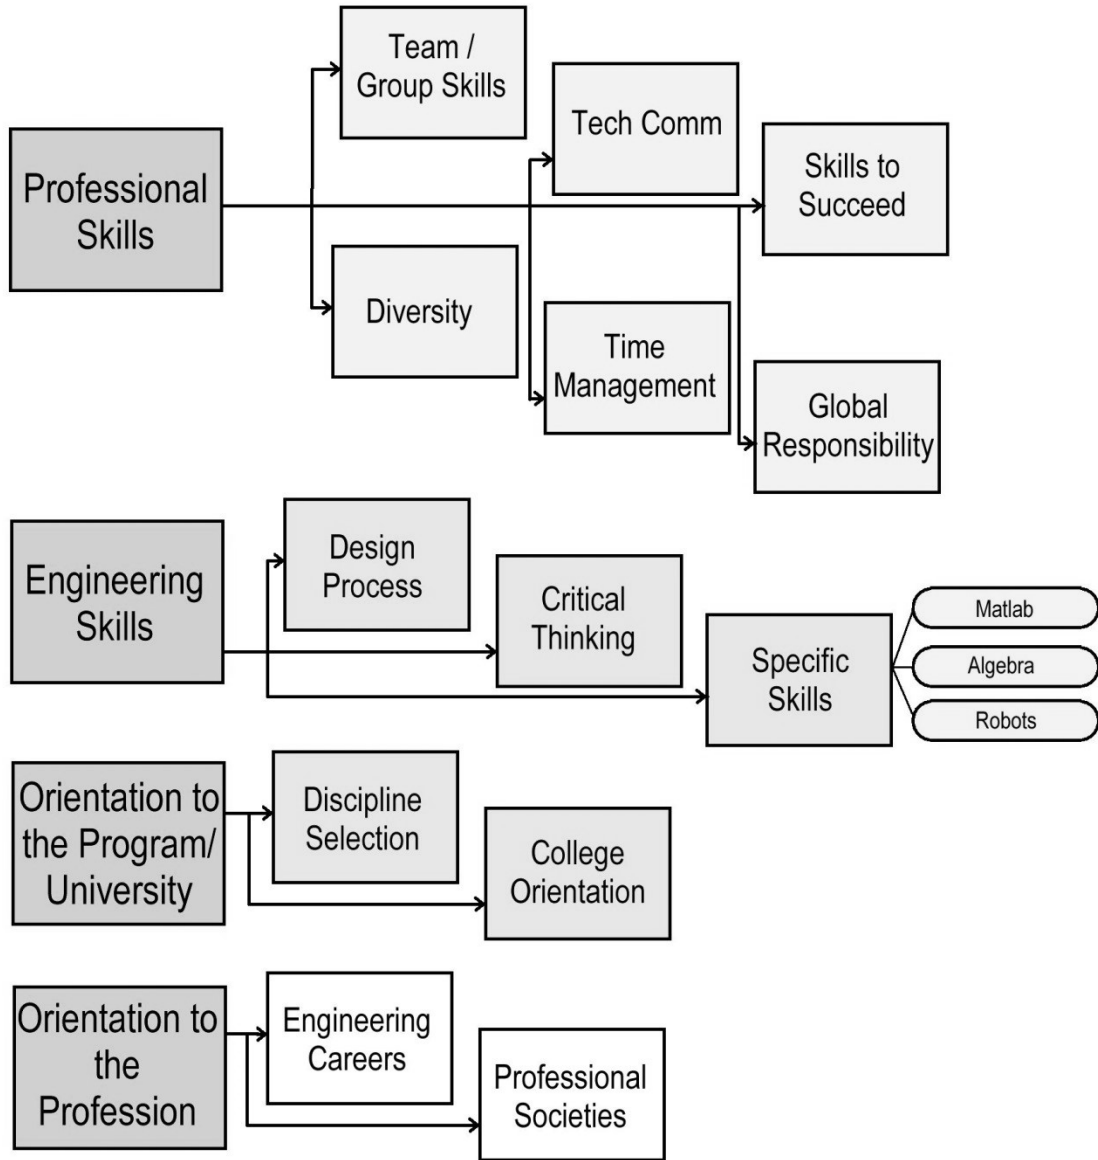 Team /
Group Skills
Tech Comm
Professional
Skills
Skills to
Succeed
Diversity
Time
Management
Global
Responsibility
Engineering
Skills
Design
Process
Critical
Thinking
Specific
Skills
Matlab
Algebra
Robots
Orientation to
the Program/
University
Discipline
Selection
College
Orientation
Orientation to
the
Profession
Engineering
Careers
Professional
Societies